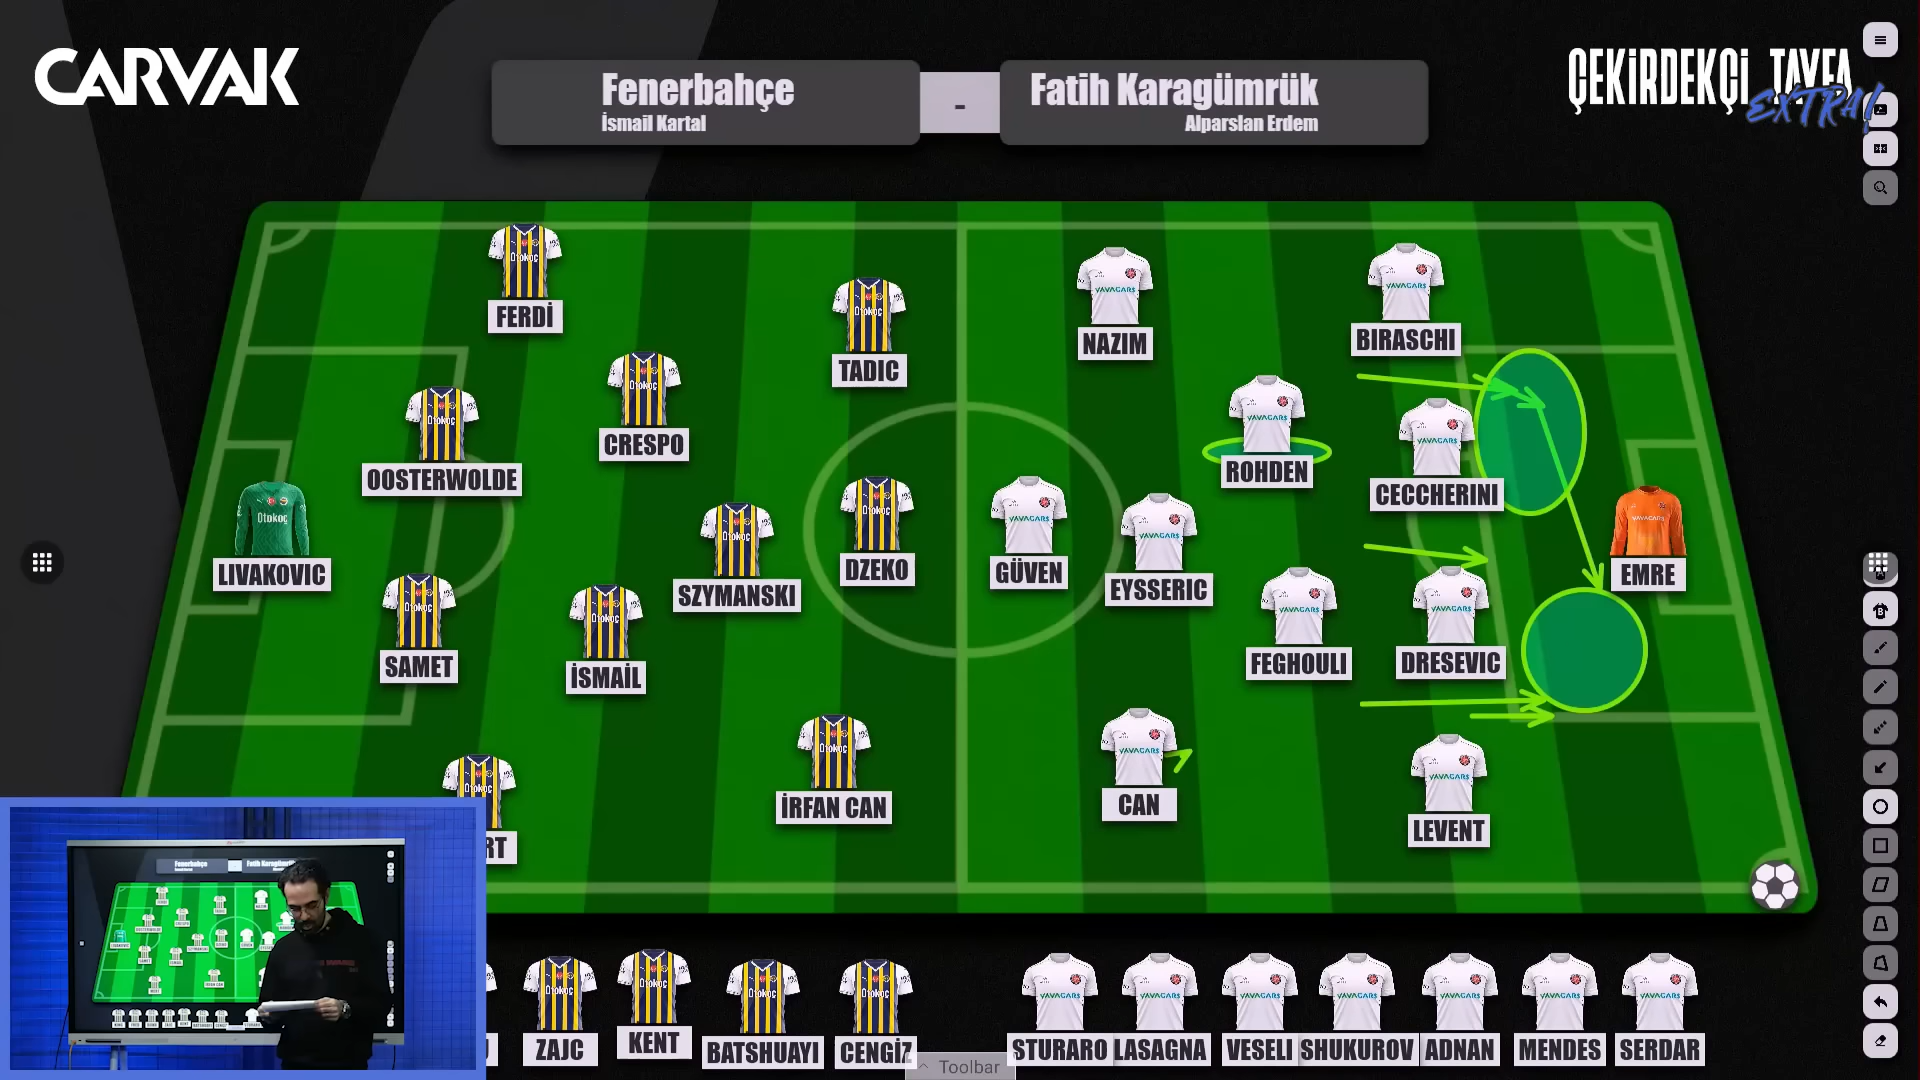 CARVAK
Fenerbahçe
İsmail Kartal
-
Fatih Karagümrük
Alparslan Erdem
ÇEKİRDEKÇİ TAYFA
EXTRA!
FERDİ
TADIC
NAZIM
BIRASCHI
CRESPO
OOSTERWOLDE
ROHDEN
CECCHERINI
LIVAKOVIC
SZYMANSKI
DZEKO
GÜVEN
EYSSERIC
EMRE
SAMET
İSMAİL
FEGHOULI
DRESEVIC
İRFAN CAN
CAN
LEVENT
RT
ZAJC
KENT
BATSHUAYI
CENGİZ
STURARO
LASAGNA
VESELI
SHUKUROV
ADNAN
MENDES
SERDAR
Toolbar